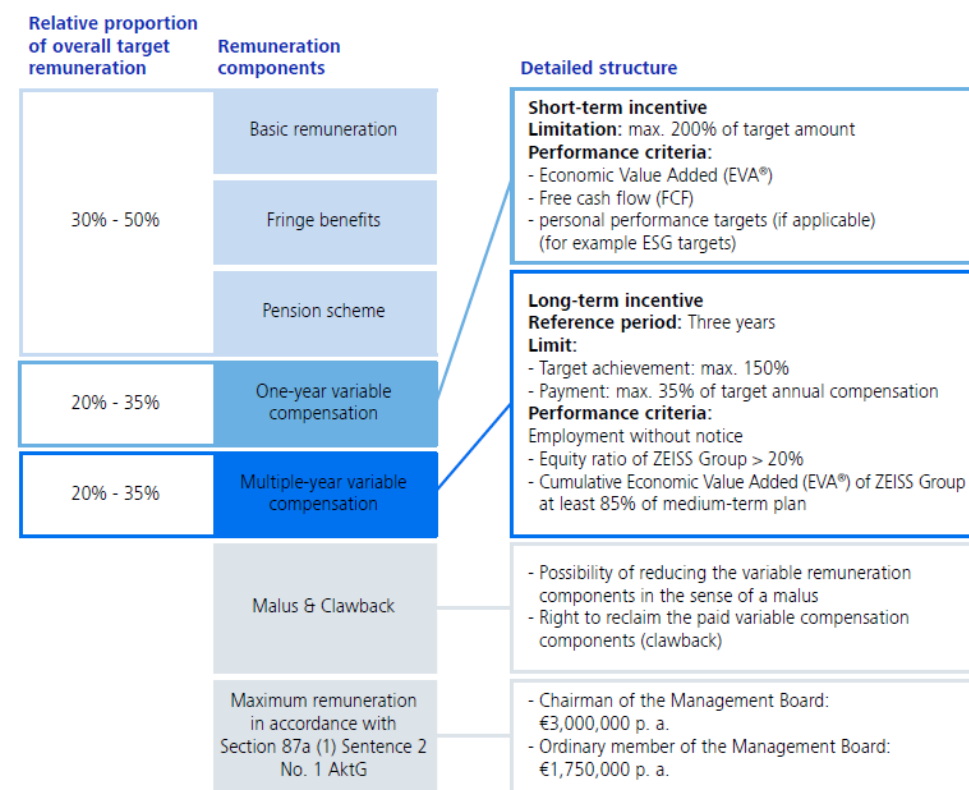 Relative proportion
of overall target
remuneration
Remuneration
components
Detailed structure
30% - 50%
Basic remuneration
Fringe benefits
Pension scheme
20% - 35%
One-year variable
compensation
20% - 35%
Multiple-year variable
compensation
Malus & Clawback
Maximum remuneration
in accordance with
Section 87a (1) Sentence 2
No. 1 AktG
Short-term incentive
Limitation: max. 200% of target amount
Performance criteria:
- Economic Value Added (EVA®)
- Free cash flow (FCF)
- personal performance targets (if applicable)
(for example ESG targets)
Long-term incentive
Reference period: Three years
Limit:
- Target achievement: max. 150%
- Payment: max. 35% of target annual compensation
Performance criteria:
Employment without notice
- Equity ratio of ZEISS Group > 20%
- Cumulative Economic Value Added (EVA®) of ZEISS Group
at least 85% of medium-term plan
- Possibility of reducing the variable remuneration
components in the sense of a malus
- Right to reclaim the paid variable compensation
components (clawback)
- Chairman of the Management Board:
€3,000,000 p. a.
- Ordinary member of the Management Board:
€1,750,000 p. a.